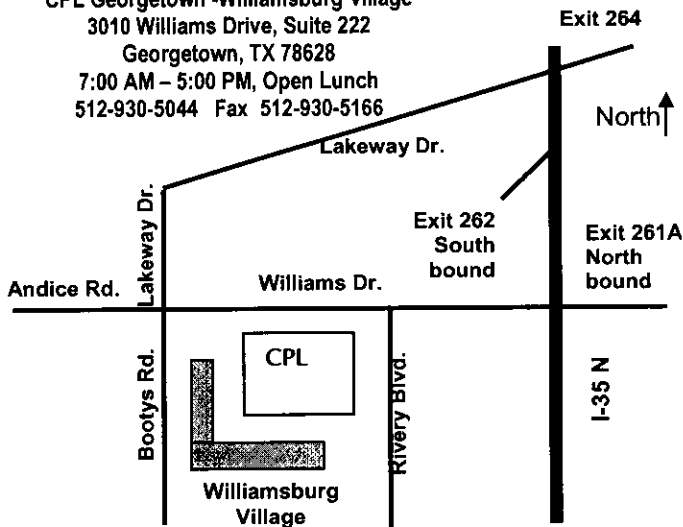 CPL Georgetown -Williamsburg Village
3010 Williams Drive, Suite 222
Georgetown, TX 78628
7:00 AM – 5:00 PM, Open Lunch
512-930-5044 Fax 512-930-5166
Exit 264
North
Lakeway Dr.
Lakeway Dr.
Exit 262
South
bound
Exit 261A
North
bound
Andice Rd.
Williams Dr.
CPL
Bootys Rd.
Rivery Blvd.
I-35 N
Williamsburg
Village